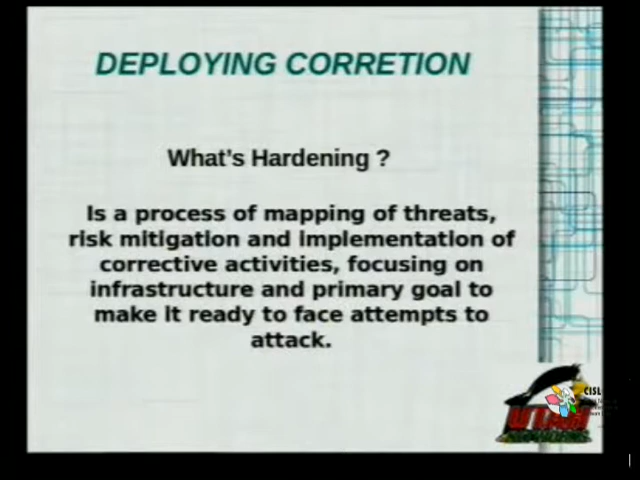 DEPLOYING CORRETION
What's Hardening ?
Is a process of mapping of threats,
risk mitigation and implementation of
corrective activities, focusing on
infrastructure and primary goal to
make it ready to face attempts to
attack.
CISL